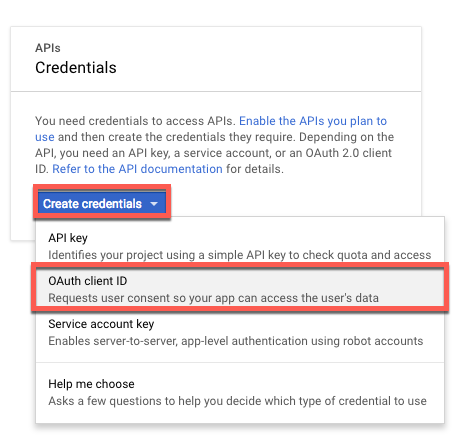 APIs
Credentials
You need credentials to access APIs. Enable the APIs you plan to
use and then create the credentials they require. Depending on the
API, you need an API key, a service account, or an OAuth 2.0 client
ID. Refer to the API documentation for details.
Create credentials
API key
Identifies your project using a simple API key to check quota and access
OAuth client ID
Requests user consent so your app can access the user's data
Service account key
Enables server-to-server, app-level authentication using robot accounts
Help me choose
Asks a few questions to help you decide which type of credential to use